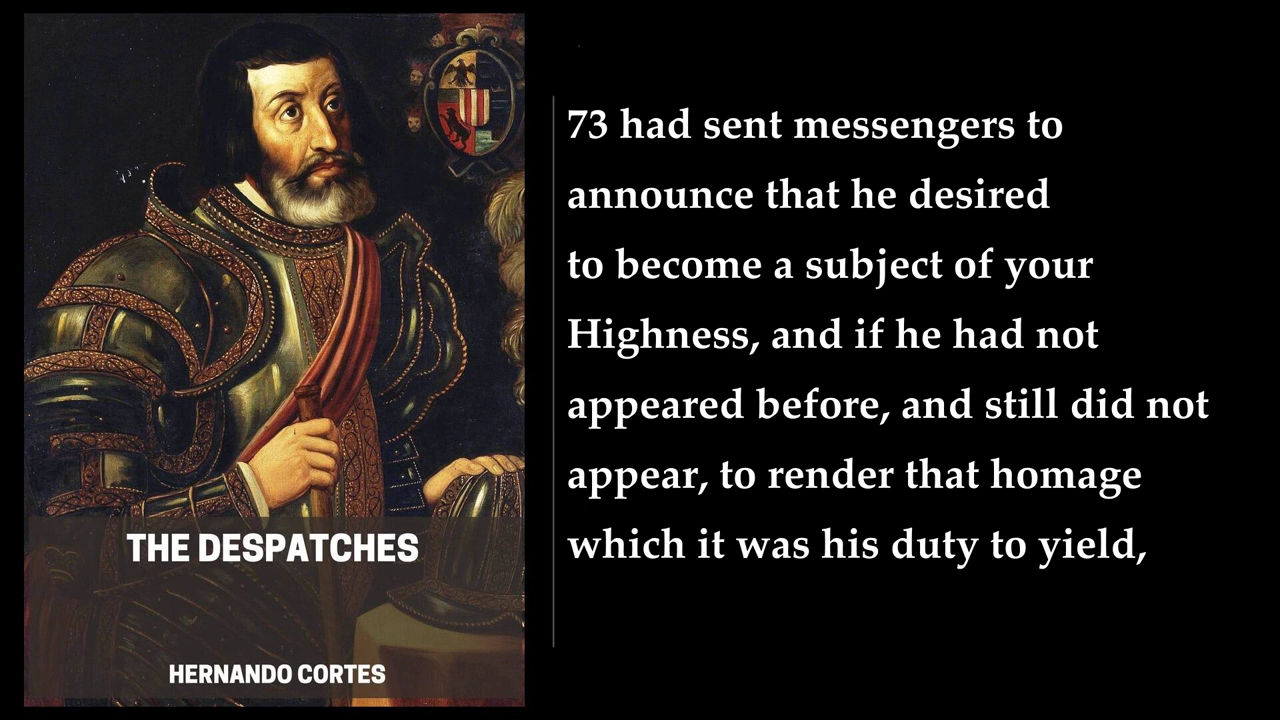 THE DESPATCHES
HERNANDO CORTES
73 had sent messengers to
announce that he desired
to become a subject of your
Highness, and if he had not
appeared before, and still did not
appear, to render that homage
which it was his duty to yield,